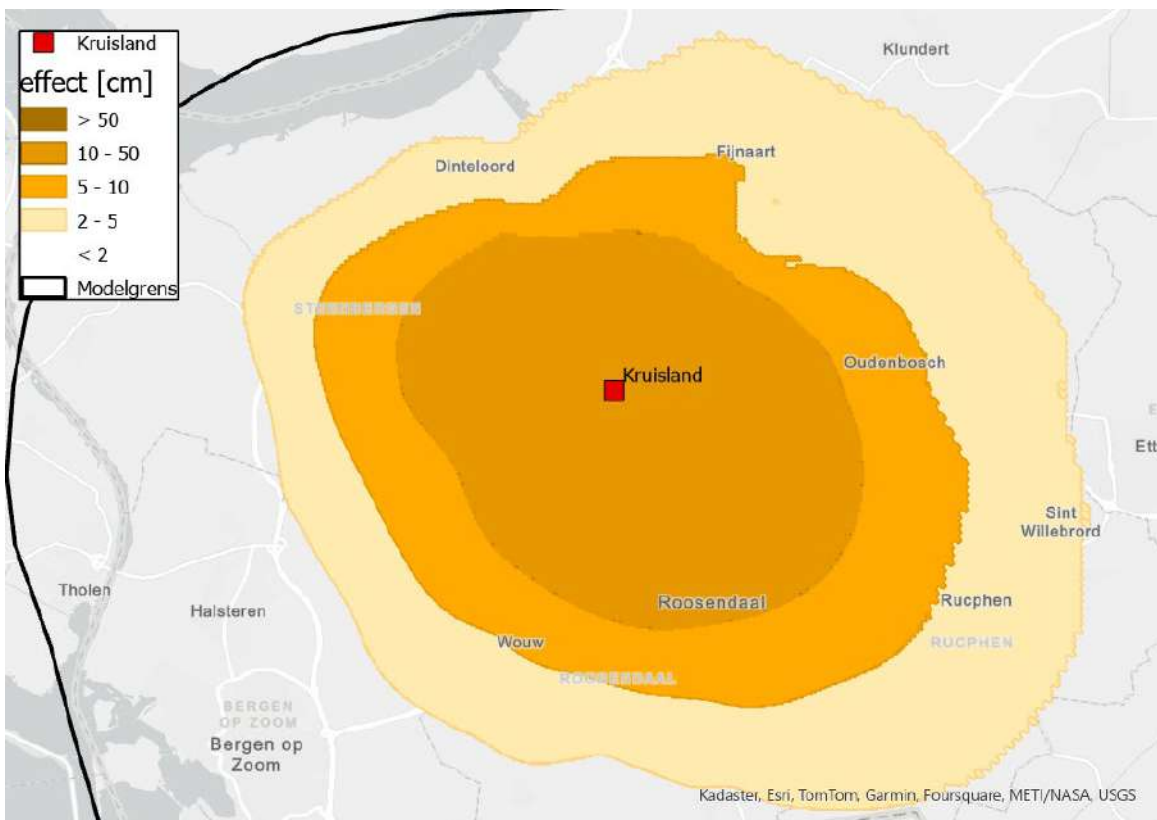 Kruisland
effect [cm]
> 50
10 - 50
5 - 10
2 - 5
< 2
Modelgrens
Klundert
Fijnaart
Dinteloord
STEENBERGEN
Oudenbosch
Kruisland
Ett
Sint
Willebrord
Tholen
Halsteren
Roosendaal
Rucphen
Wouw
RUCPHEN
ROOSENDAAL
BERGEN
OP ZOOM
Bergen op
Zoom
Kadaster, Esri, TomTom, Garmin, Foursquare, METI/NASA, USGS